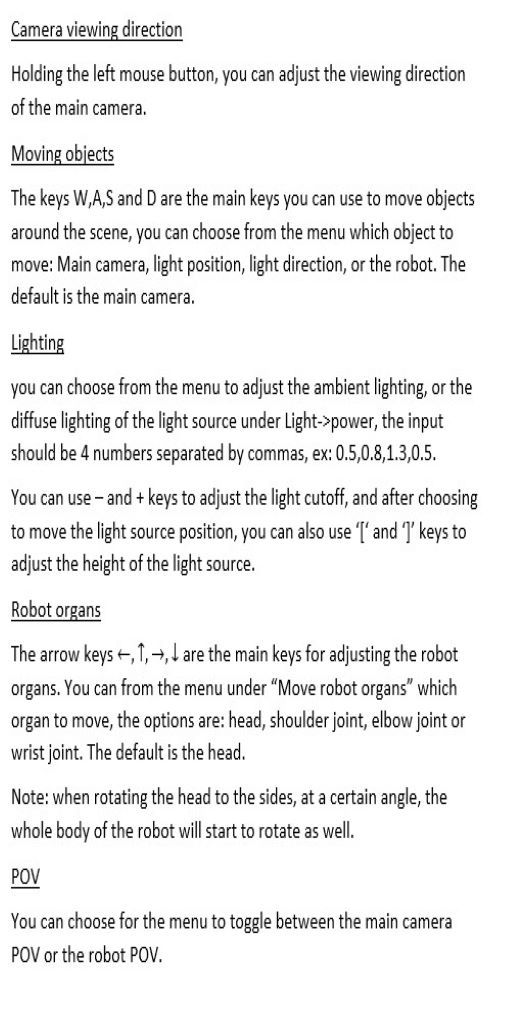 Camera viewing direction
Holding the left mouse button, you can adjust the viewing direction
of the main camera.
Moving objects
The keys W,A,S and D are the main keys you can use to move objects
around the scene, you can choose from the menu which object to
move: Main camera, light position, light direction, or the robot. The
default is the main camera.
Lighting
you can choose from the menu to adjust the ambient lighting, or the
diffuse lighting of the light source under Light->power, the input
should be 4 numbers separated by commas, ex: 0.5,0.8,1.3,0.5.
You can use – and + keys to adjust the light cutoff, and after choosing
to move the light source position, you can also use ‘[‘ and ‘]’ keys to
adjust the height of the light source.
Robot organs
The arrow keys ←,↑,→,↓ are the main keys for adjusting the robot
organs. You can from the menu under “Move robot organs” which
organ to move, the options are: head, shoulder joint, elbow joint or
wrist joint. The default is the head.
Note: when rotating the head to the sides, at a certain angle, the
whole body of the robot will start to rotate as well.
POV
You can choose for the menu to toggle between the main camera
POV or the robot POV.